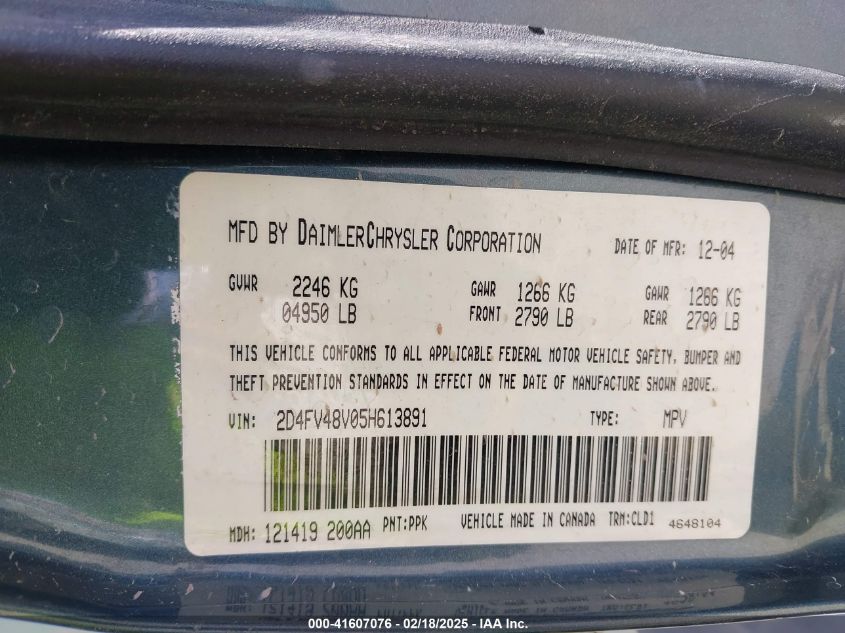 MFD BY DAIMLERCHRYSLER CORPORATION DATE OF MFR: 12-04
GVWR 2246 KG GAWR 1266 KG GAWR 1266 KG
04950 LB FRONT 2790 LB REAR 2790 LB
THIS VEHICLE CONFORMS TO ALL APPLICABLE FEDERAL MOTOR VEHICLE SAFETY, BUMPER AND
THEFT PREVENTION STANDARDS IN EFFECT ON THE DATE OF MANUFACTURE SHOWN ABOVE.
VIN: 2D4FV48V05H613891 TYPE: MPV
MDH: 121419 200AA PNT:PPK VEHICLE MADE IN CANADA TRM:CLD1 4648104
000-41607076 - 02/18/2025 - IAA Inc.